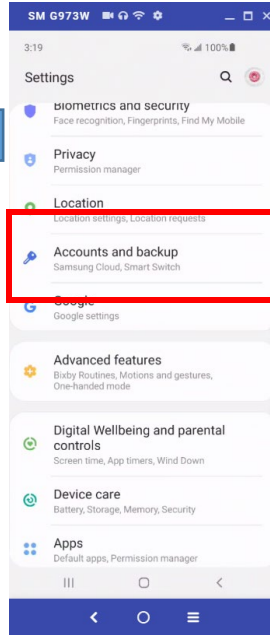 SM G973W
3:19
100%
Settings
Biometrics and security
Face recognition, Fingerprints, Find My Mobile
Privacy
Permission manager
Location
Location settings, Location requests
Accounts and backup
Samsung Cloud, Smart Switch
Google
Google settings
Advanced features
Bixby Routines, Motions and gestures,
One-handed mode
Digital Wellbeing and parental
controls
Screen time, App timers, Wind Down
Device care
Battery, Storage, Memory, Security
Apps
Default apps, Permission manager